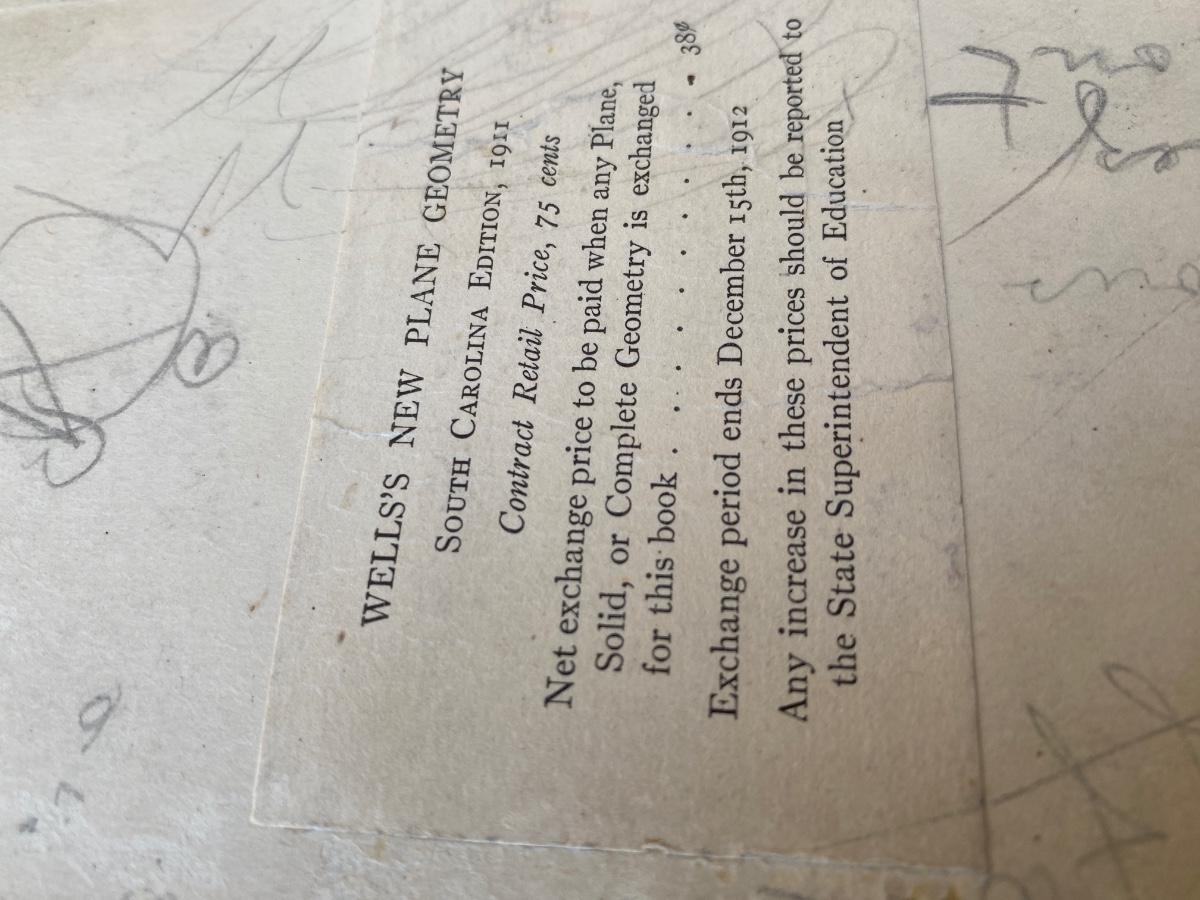 WELLS'S NEW PLANE GEOMETRY
SOUTH CAROLINA EDITION, 1911
Contract Retail Price, 75 cents
Net exchange price to be paid when any Plane,
Solid, or Complete Geometry is exchanged
for this book . . . . . . . . . . 38¢
Exchange period ends December 15th, 1912
Any increase in these prices should be reported to
the State Superintendent of Education